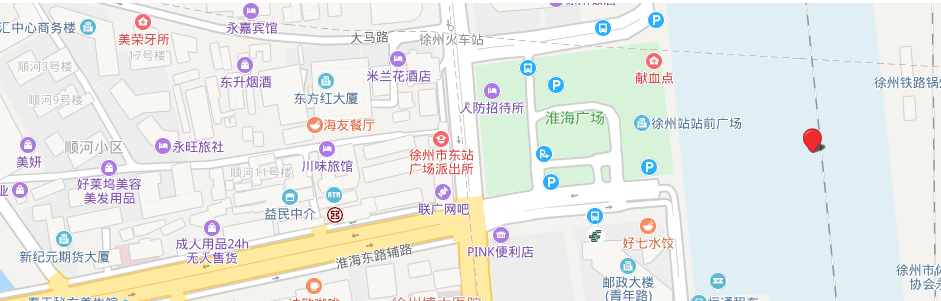 汇中心商务楼
美荣牙所
17号楼
永嘉宾馆
大马路
徐州火车站
顺河3号楼
东升烟酒
米兰花酒店
献血点
顺河9号楼
东方红大厦
人防招待所
淮海广场
徐州铁路锅
海友餐厅
徐州站站前广场
美妍
顺河小区
永旺旅社
川味旅馆
徐州市东站
广场派出所
顺河11号楼
好莱坞美容
美发用品
业
益民中介
ATM
联广网吧
成人用品24h
无人售货
新纪元期货大厦
淮海东路辅路
PINK便利店
好七水饺
邮政大楼
(青年路)
恒通租车
协会